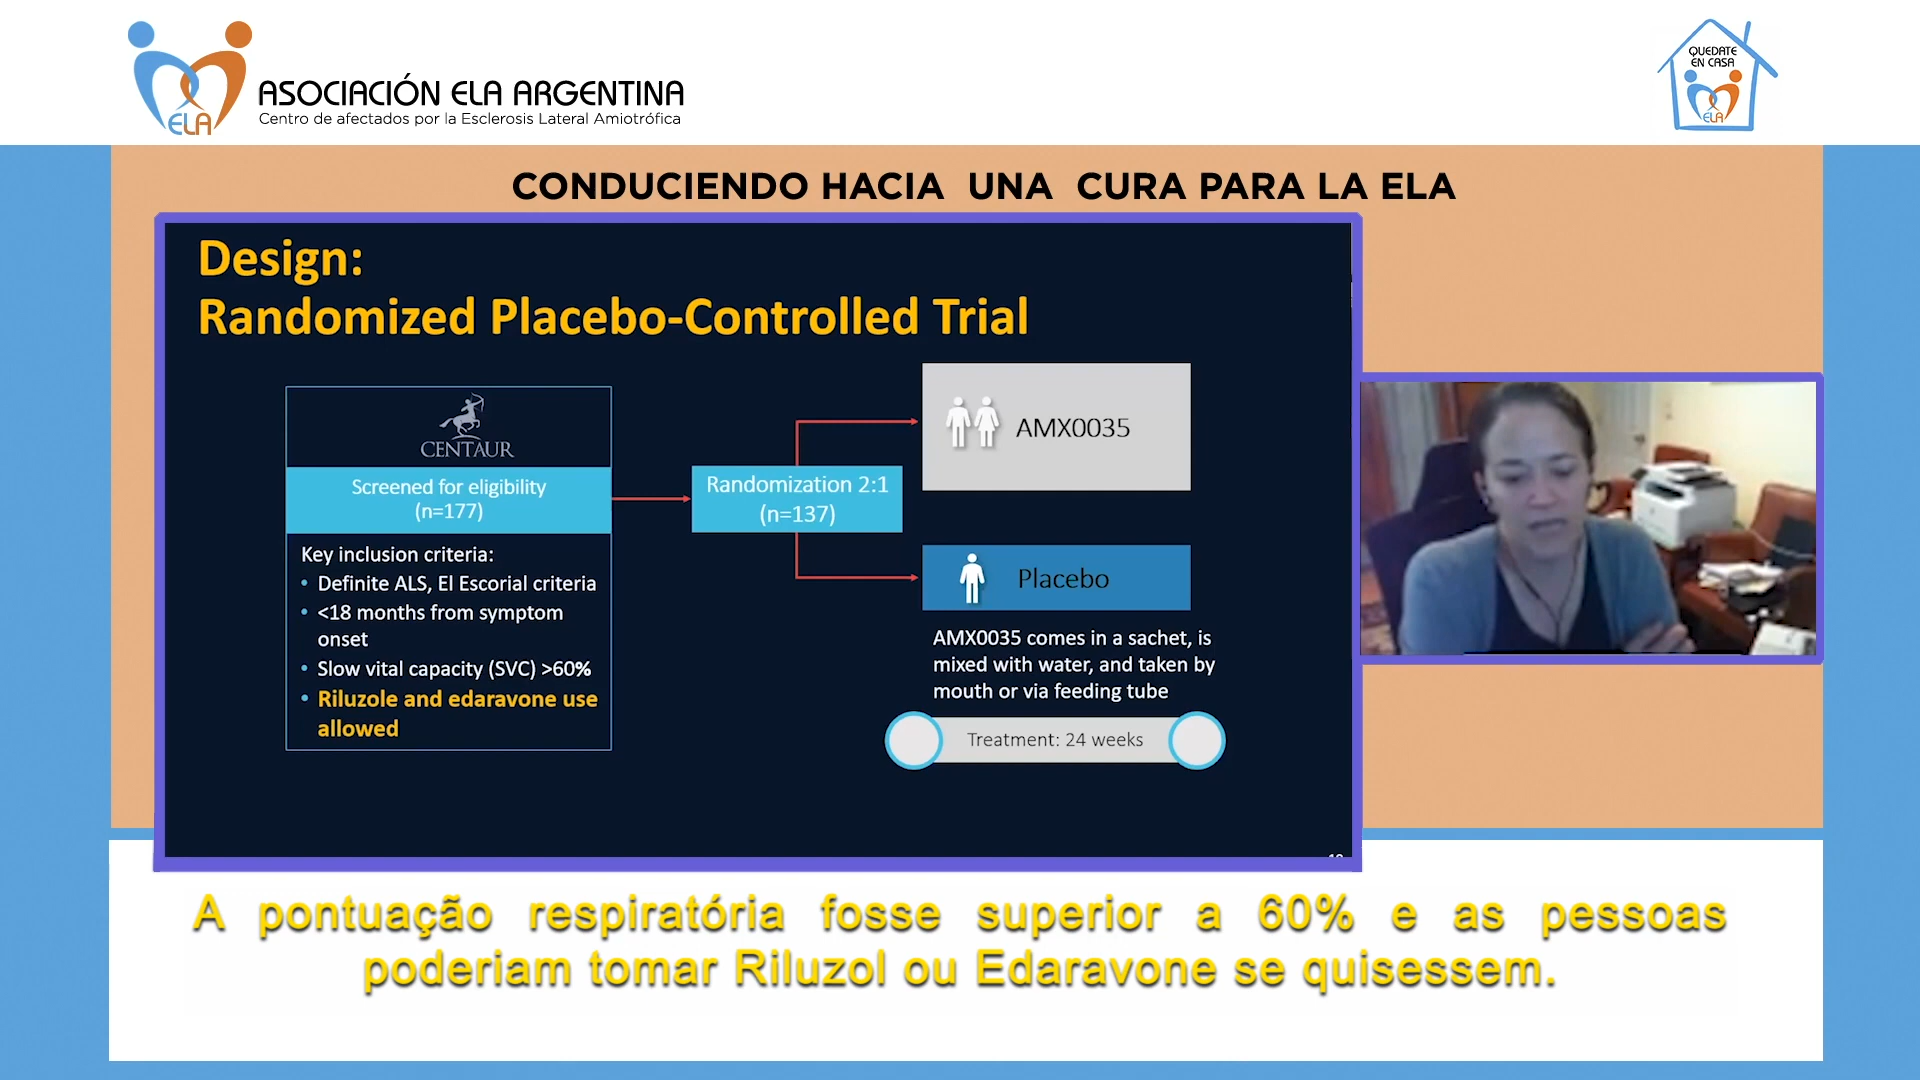 ASOCIACIÓN ELA ARGENTINA
Centro de afectados por la Esclerosis Lateral Amiotrófica
ELA
QUEDATE
EN CASA
ELA
CONDUCIENDO HACIA UNA CURA PARA LA ELA
Design:
Randomized Placebo-Controlled Trial
CENTAUR
Screened for eligibility
(n=177)
Key inclusion criteria:
• Definite ALS, El Escorial criteria
• <18 months from symptom
onset
• Slow vital capacity (SVC) >60%
• Riluzole and edaravone use
allowed
Randomization 2:1
(n=137)
AMX0035
Placebo
AMX0035 comes in a sachet, is
mixed with water, and taken by
mouth or via feeding tube
Treatment: 24 weeks
A pontuação respiratória fosse superior a 60% e as pessoas
poderiam tomar Riluzol ou Edaravone se quisessem.